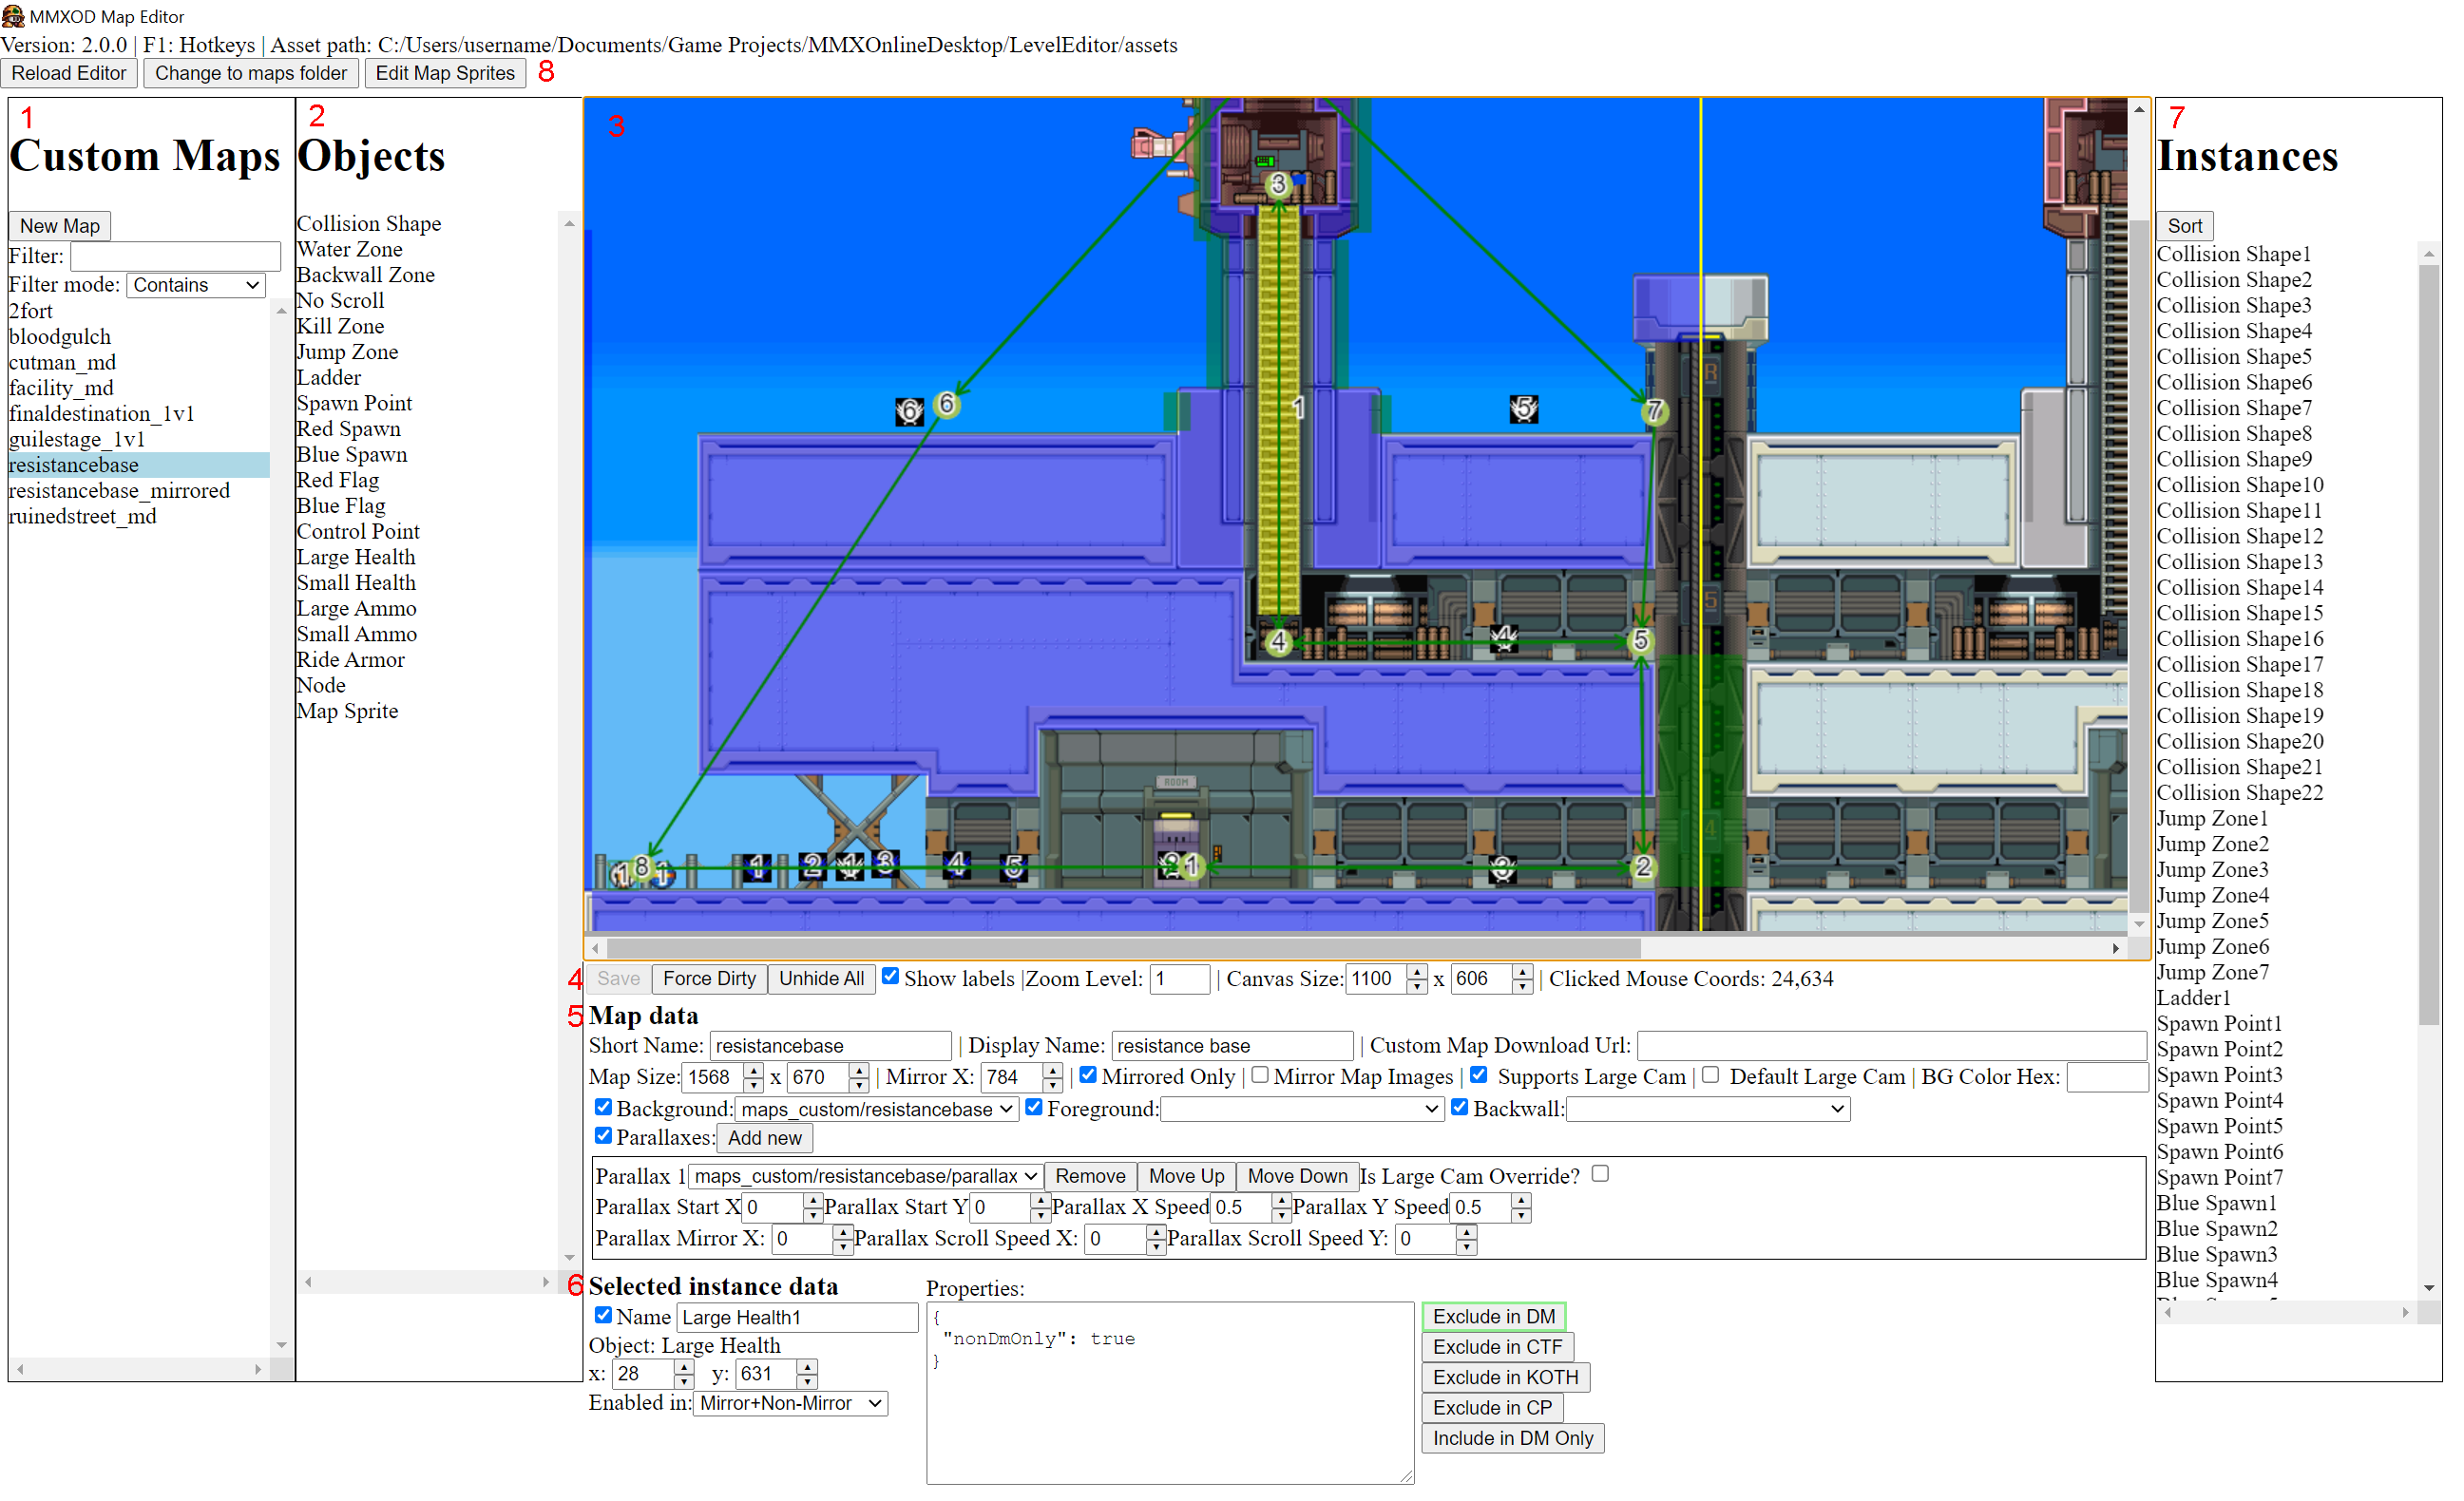 MMXOD Map Editor
Version: 2.0.0 | F1: Hotkeys | Asset path: C:/Users/username/Documents/Game Projects/MMXOnlineDesktop/LevelEditor/assets
Reload Editor Change to maps folder Edit Map Sprites 8
1
Custom Maps
New Map
Filter:
Filter mode: Contains
2fort
bloodgulch
cutman_md
facility_md
finaldestination_1v1
guilestage_1v1
resistancebase
resistancebase_mirrored
ruinedstreet_md
2
Objects
Collision Shape
Water Zone
Backwall Zone
No Scroll
Kill Zone
Jump Zone
Ladder
Spawn Point
Red Spawn
Blue Spawn
Red Flag
Blue Flag
Control Point
Large Health
Small Health
Large Ammo
Small Ammo
Ride Armor
Node
Map Sprite
3
3
R
6 6 1 5 7
5
4 4 5
ROOM
4
1 8 1 1 2 1 3 4 5 2 1 3 2
4 Save Force Dirty Unhide All Show labels |Zoom Level: 1 | Canvas Size: 1100 x 606 | Clicked Mouse Coords: 24,634
5 Map data
Short Name: resistancebase | Display Name: resistance base | Custom Map Download Url:
Map Size: 1568 x 670 | Mirror X: 784 | Mirrored Only | Mirror Map Images | Supports Large Cam | Default Large Cam | BG Color Hex:
Background: maps_custom/resistancebase Foreground: Backwall:
Parallaxes: Add new
Parallax 1 maps_custom/resistancebase/parallax Remove Move Up Move Down Is Large Cam Override?
Parallax Start X 0 Parallax Start Y 0 Parallax X Speed 0.5 Parallax Y Speed 0.5
Parallax Mirror X: 0 Parallax Scroll Speed X: 0 Parallax Scroll Speed Y: 0
6 Selected instance data
Name Large Health1
Object: Large Health
x: 28 y: 631
Enabled in: Mirror+Non-Mirror
Properties:
{
"nonDmOnly": true
}
Exclude in DM
Exclude in CTF
Exclude in KOTH
Exclude in CP
Include in DM Only
7
Instances
Sort
Collision Shape1
Collision Shape2
Collision Shape3
Collision Shape4
Collision Shape5
Collision Shape6
Collision Shape7
Collision Shape8
Collision Shape9
Collision Shape10
Collision Shape11
Collision Shape12
Collision Shape13
Collision Shape14
Collision Shape15
Collision Shape16
Collision Shape17
Collision Shape18
Collision Shape19
Collision Shape20
Collision Shape21
Collision Shape22
Jump Zone1
Jump Zone2
Jump Zone3
Jump Zone4
Jump Zone5
Jump Zone6
Jump Zone7
Ladder1
Spawn Point1
Spawn Point2
Spawn Point3
Spawn Point4
Spawn Point5
Spawn Point6
Spawn Point7
Blue Spawn1
Blue Spawn2
Blue Spawn3
Blue Spawn4